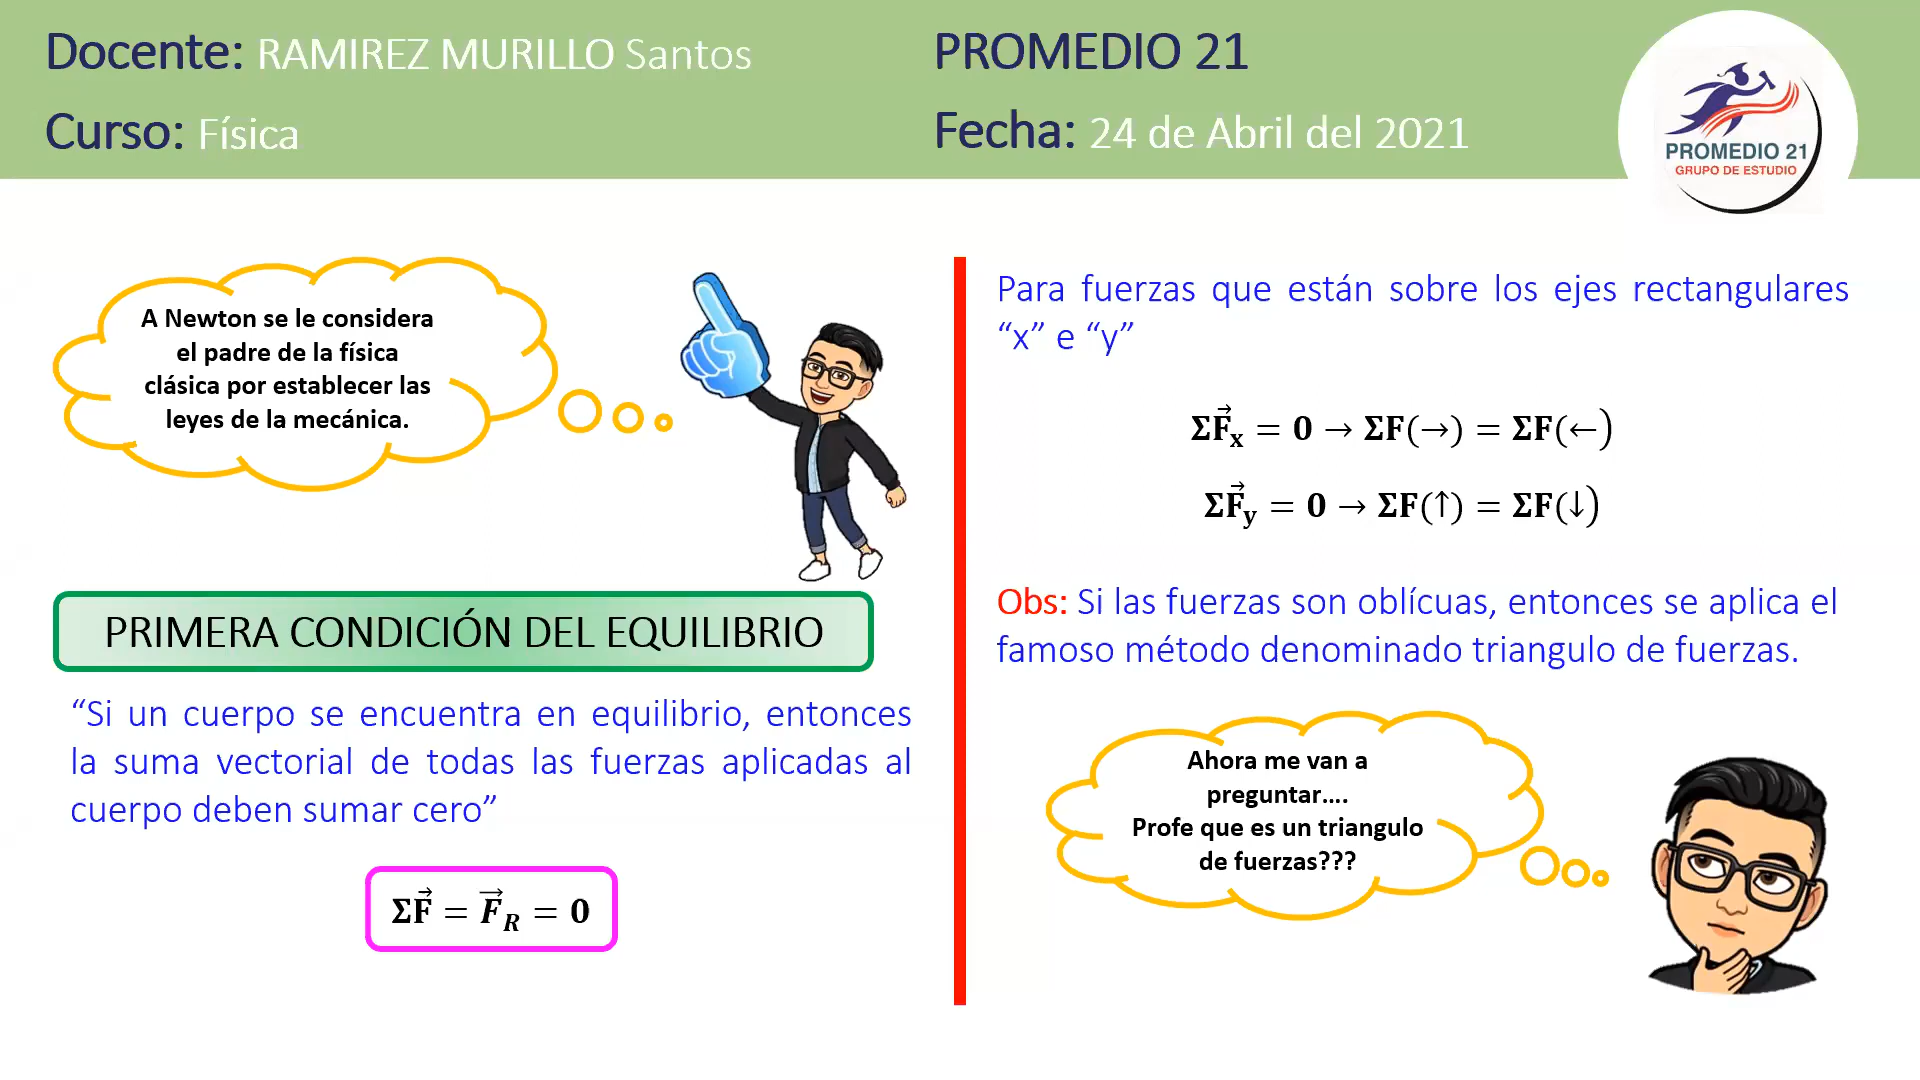 Docente: RAMIREZ MURILLO Santos
Curso: Física
PROMEDIO 21
Fecha: 24 de Abril del 2021
PROMEDIO 21
GRUPO DE ESTUDIO
A Newton se le considera
el padre de la física
clásica por establecer las
leyes de la mecánica.
PRIMERA CONDICIÓN DEL EQUILIBRIO
“Si un cuerpo se encuentra en equilibrio, entonces
la suma vectorial de todas las fuerzas aplicadas al
cuerpo deben sumar cero”
ΣF⃗ = F⃗_R = 0
Para fuerzas que están sobre los ejes rectangulares
“x” e “y”
ΣF⃗_x = 0 → ΣF(→) = ΣF(←)
ΣF⃗_y = 0 → ΣF(↑) = ΣF(↓)
Obs: Si las fuerzas son oblícuas, entonces se aplica el
famoso método denominado triangulo de fuerzas.
Ahora me van a
preguntar....
Profe que es un triangulo
de fuerzas???